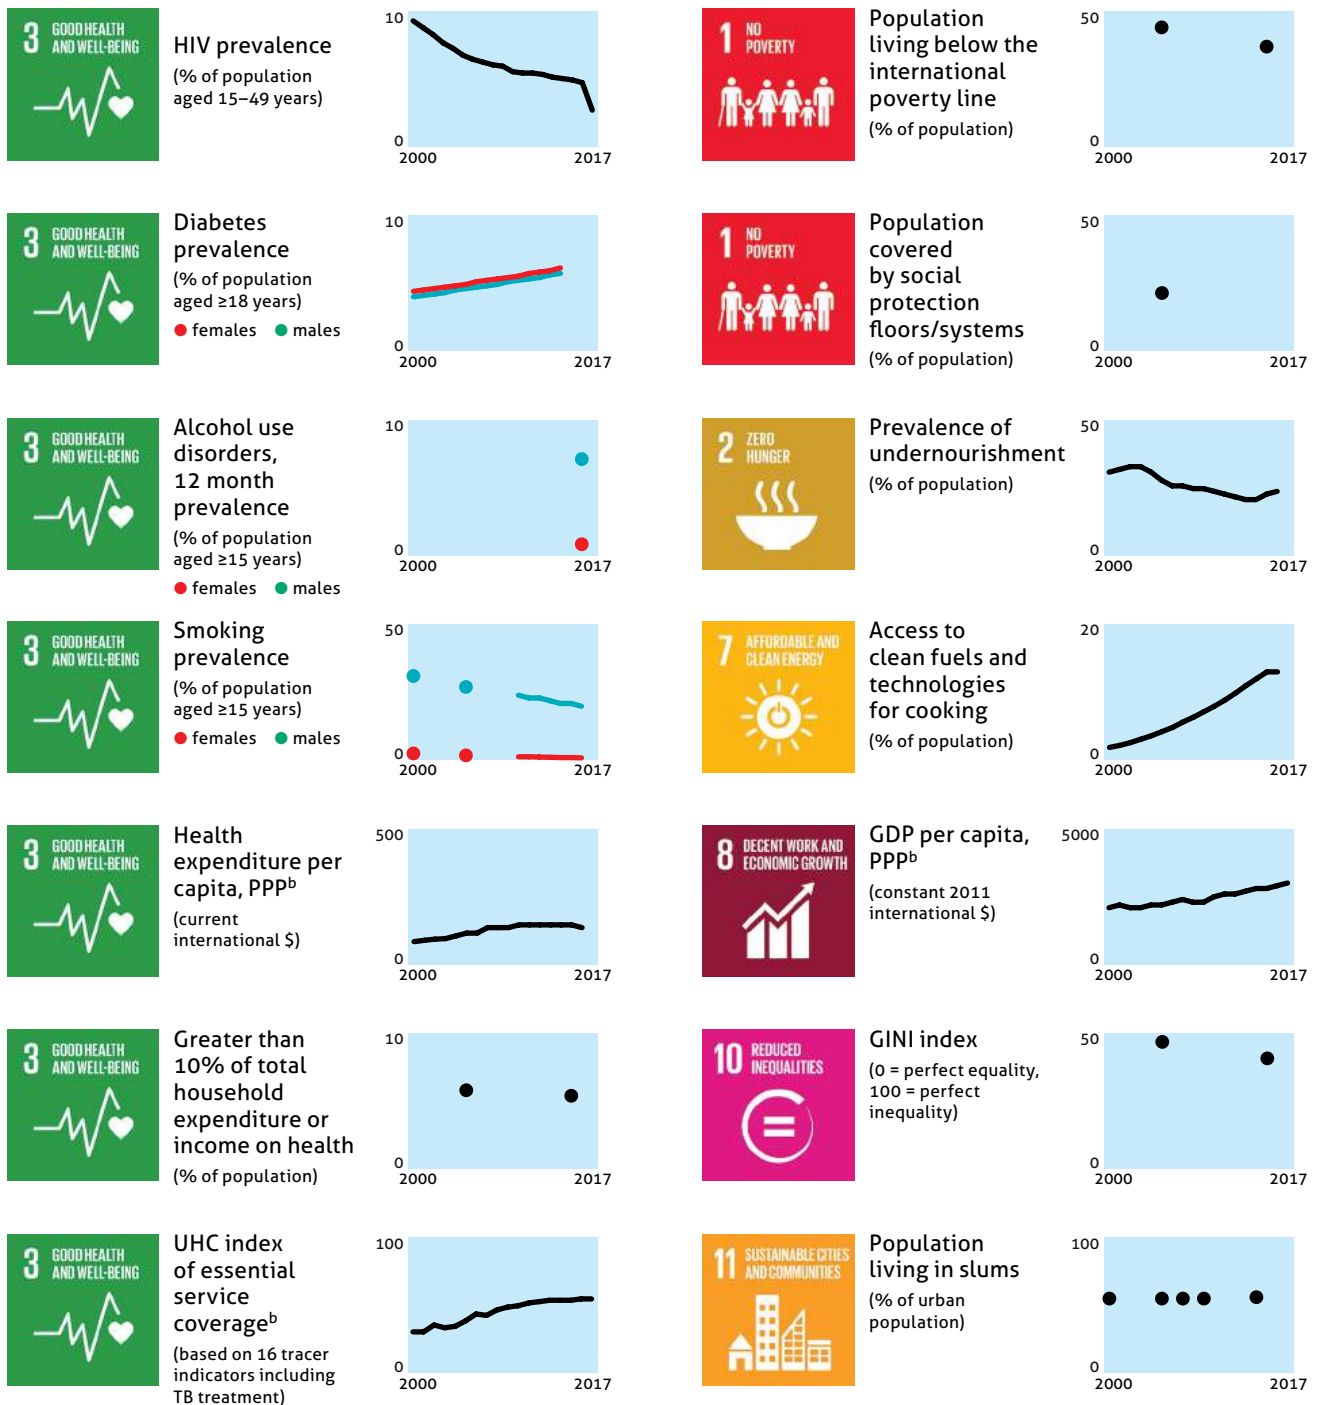 3 GOOD HEALTH
AND WELL-BEING
HIV prevalence
(% of population
aged 15–49 years)
10
0
2000 2017
1 NO
POVERTY
Population
living below the
international
poverty line
(% of population)
50
0
2000 2017
3 GOOD HEALTH
AND WELL-BEING
Diabetes
prevalence
(% of population
aged ≥18 years)
females males
10
0
2000 2017
1 NO
POVERTY
Population
covered
by social
protection
floors/systems
(% of population)
50
0
2000 2017
3 GOOD HEALTH
AND WELL-BEING
Alcohol use
disorders,
12 month
prevalence
(% of population
aged ≥15 years)
females males
10
0
2000 2017
2 ZERO
HUNGER
Prevalence of
undernourishment
(% of population)
50
0
2000 2017
3 GOOD HEALTH
AND WELL-BEING
Smoking
prevalence
(% of population
aged ≥15 years)
females males
50
0
2000 2017
7 AFFORDABLE AND
CLEAN ENERGY
Access to
clean fuels and
technologies
for cooking
(% of population)
20
0
2000 2017
3 GOOD HEALTH
AND WELL-BEING
Health
expenditure per
capita, PPPᵇ
(current
international $)
500
0
2000 2017
8 DECENT WORK AND
ECONOMIC GROWTH
GDP per capita,
PPPᵇ
(constant 2011
international $)
5000
0
2000 2017
3 GOOD HEALTH
AND WELL-BEING
Greater than
10% of total
household
expenditure or
income on health
(% of population)
10
0
2000 2017
10 REDUCED
INEQUALITIES
GINI index
(0 = perfect equality,
100 = perfect
inequality)
50
0
2000 2017
3 GOOD HEALTH
AND WELL-BEING
UHC index
of essential
service
coverageᵇ
(based on 16 tracer
indicators including
TB treatment)
100
0
2000 2017
11 SUSTAINABLE CITIES
AND COMMUNITIES
Population
living in slums
(% of urban
population)
100
0
2000 2017